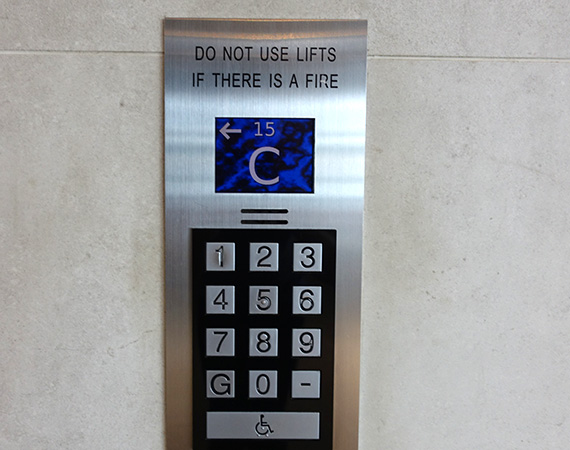 DO NOT USE LIFTS
IF THERE IS A FIRE
← 15
C
1 2 3
4 5 6
7 8 9
G 0 -